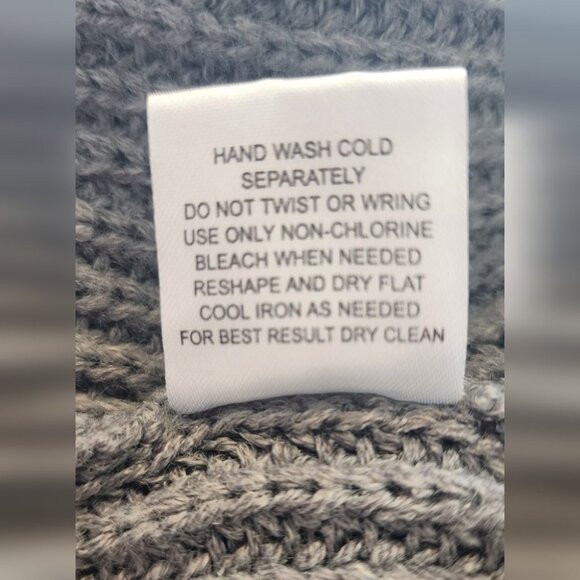 HAND WASH COLD
SEPARATELY
DO NOT TWIST OR WRING
USE ONLY NON-CHLORINE
BLEACH WHEN NEEDED
RESHAPE AND DRY FLAT
COOL IRON AS NEEDED
FOR BEST RESULT DRY CLEAN